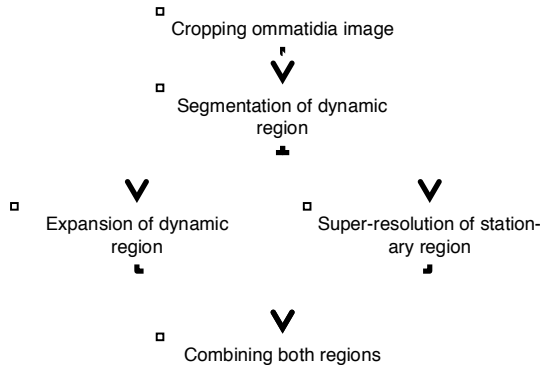 Cropping ommatidia image
Segmentation of dynamic
region
Expansion of dynamic
region
Super-resolution of station-
ary region
Combining both regions